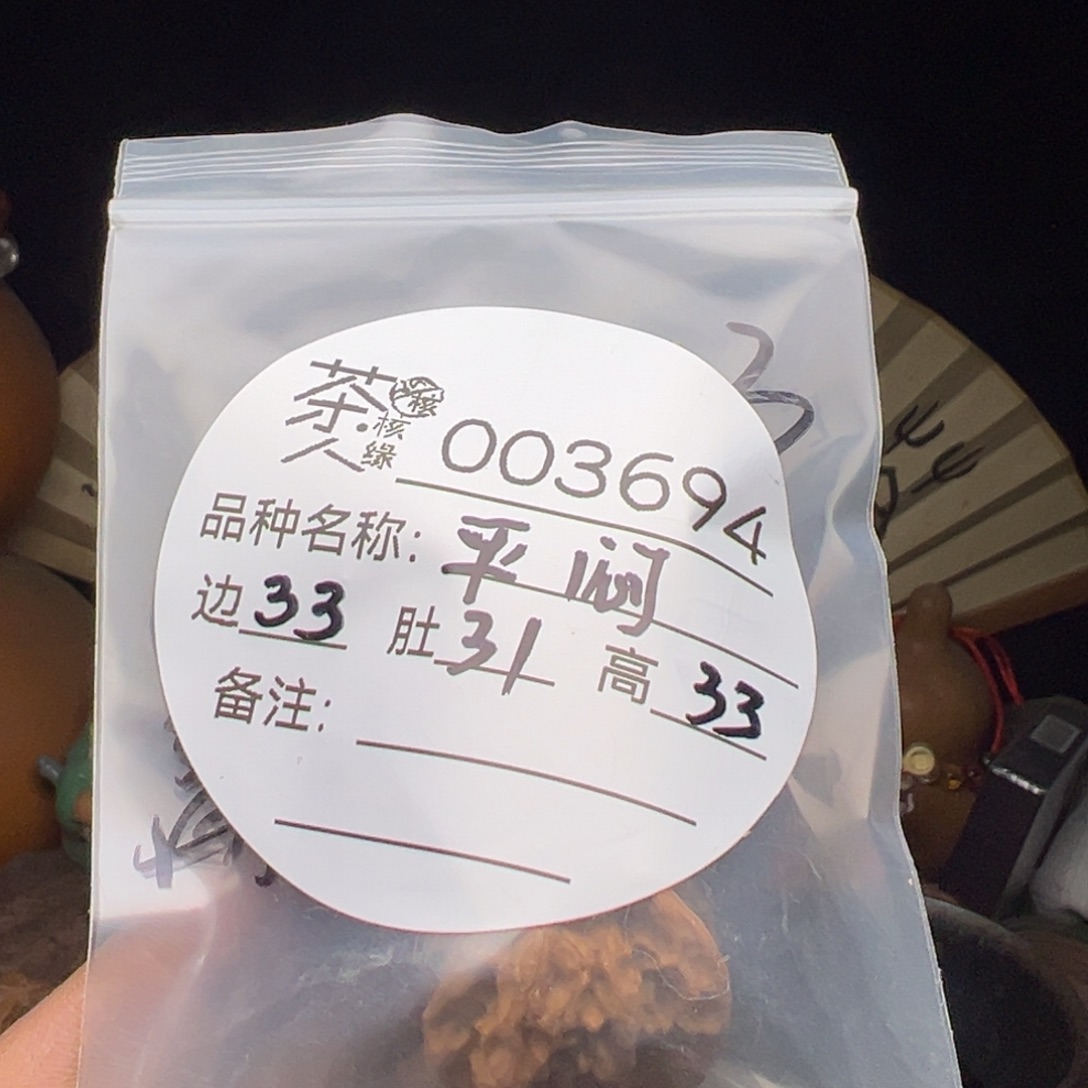 茶人
核缘
003694
品种名称: 平闷
边33 肚31 高33
备注: